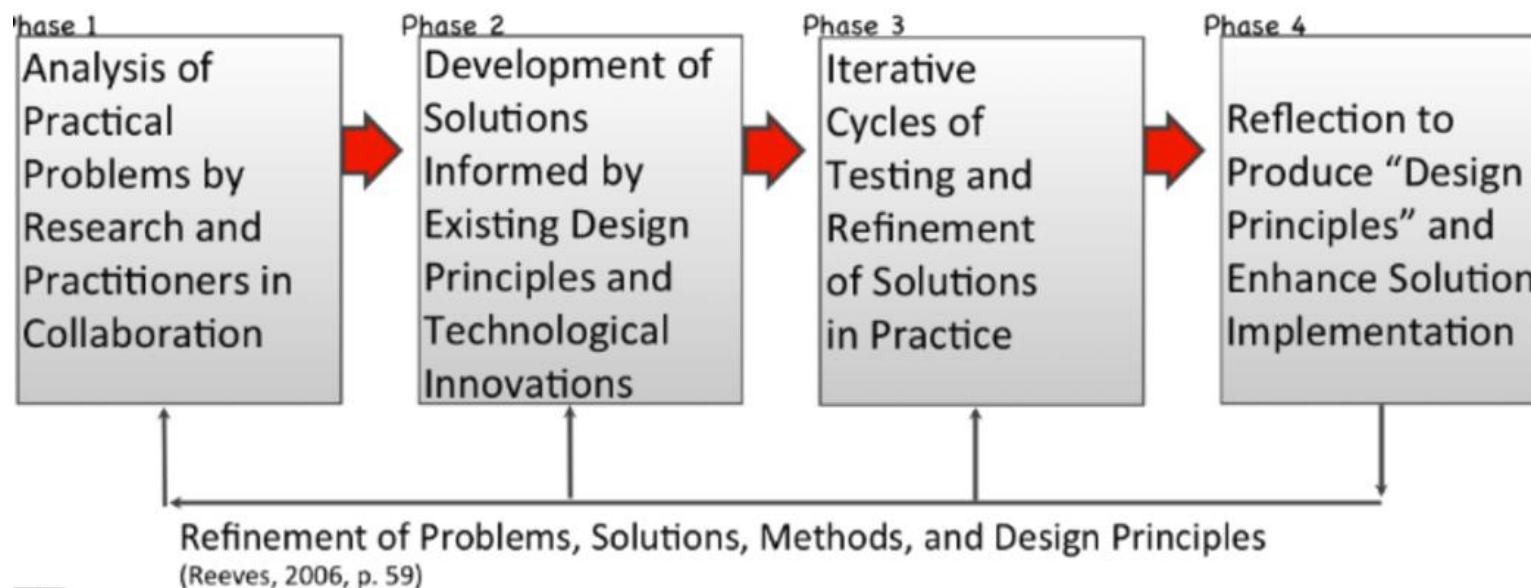 Phase 1
Analysis of
Practical
Problems by
Research and
Practitioners in
Collaboration
Phase 2
Development of
Solutions
Informed by
Existing Design
Principles and
Technological
Innovations
Phase 3
Iterative
Cycles of
Testing and
Refinement
of Solutions
in Practice
Phase 4
Reflection to
Produce “Design
Principles” and
Enhance Solution
Implementation
Refinement of Problems, Solutions, Methods, and Design Principles
(Reeves, 2006, p. 59)